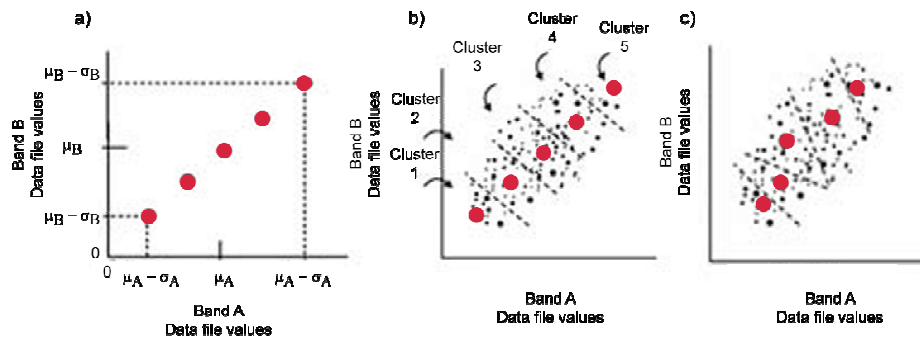 a)
μB – σB
Band B
Data file values
μB
μB – σB
0
0
μA – σA
μA
μA – σA
Band A
Data file values
b)
Cluster
3
Cluster
4
Cluster
5
Cluster
2
Cluster
1
Band B
Data file values
Band A
Data file values
c)
Band B
Data file values
Band A
Data file values